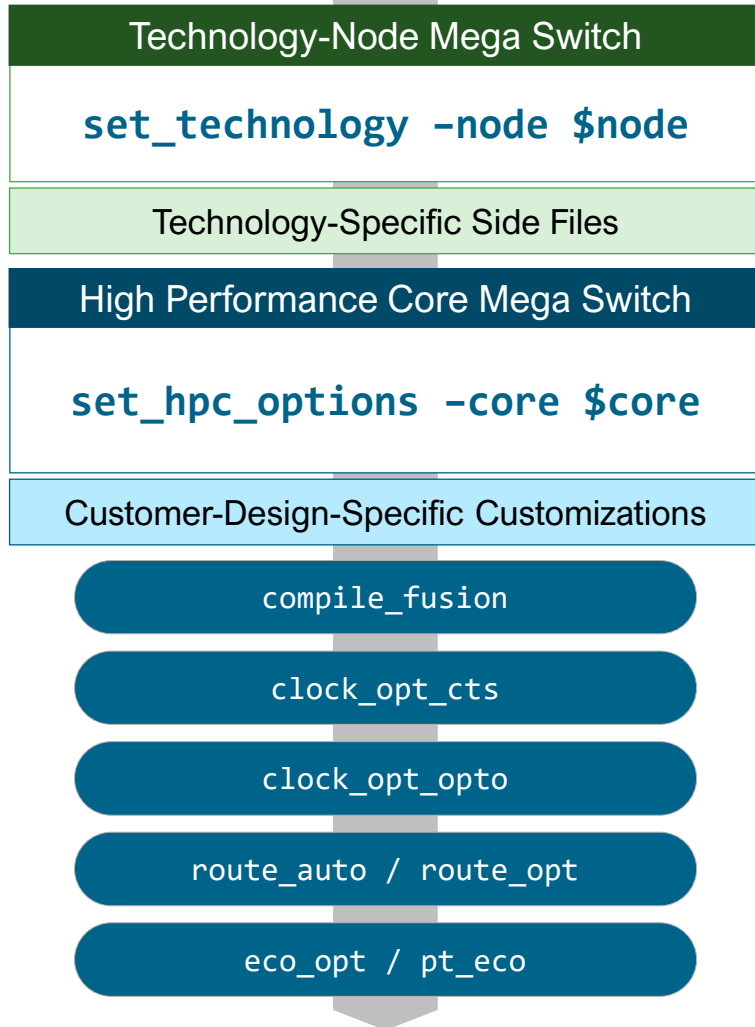 Technology-Node Mega Switch
set_technology –node $node
Technology-Specific Side Files
High Performance Core Mega Switch
set_hpc_options –core $core
Customer-Design-Specific Customizations
compile_fusion
clock_opt_cts
clock_opt_opto
route_auto / route_opt
eco_opt / pt_eco